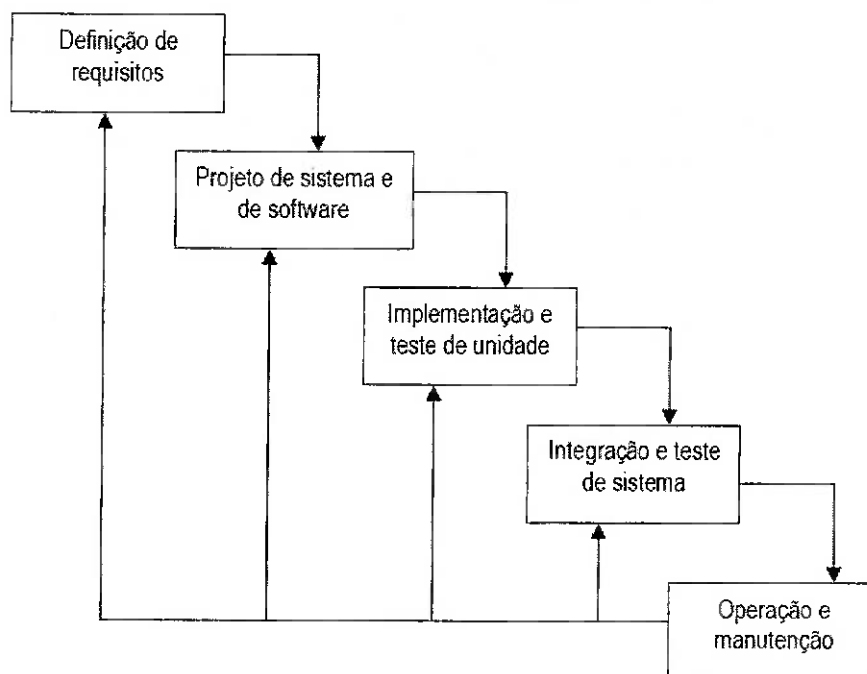 Definição de
requisitos
Projeto de sistema e
de software
Implementação e
teste de unidade
Integração e teste
de sistema
Operação e
manutenção